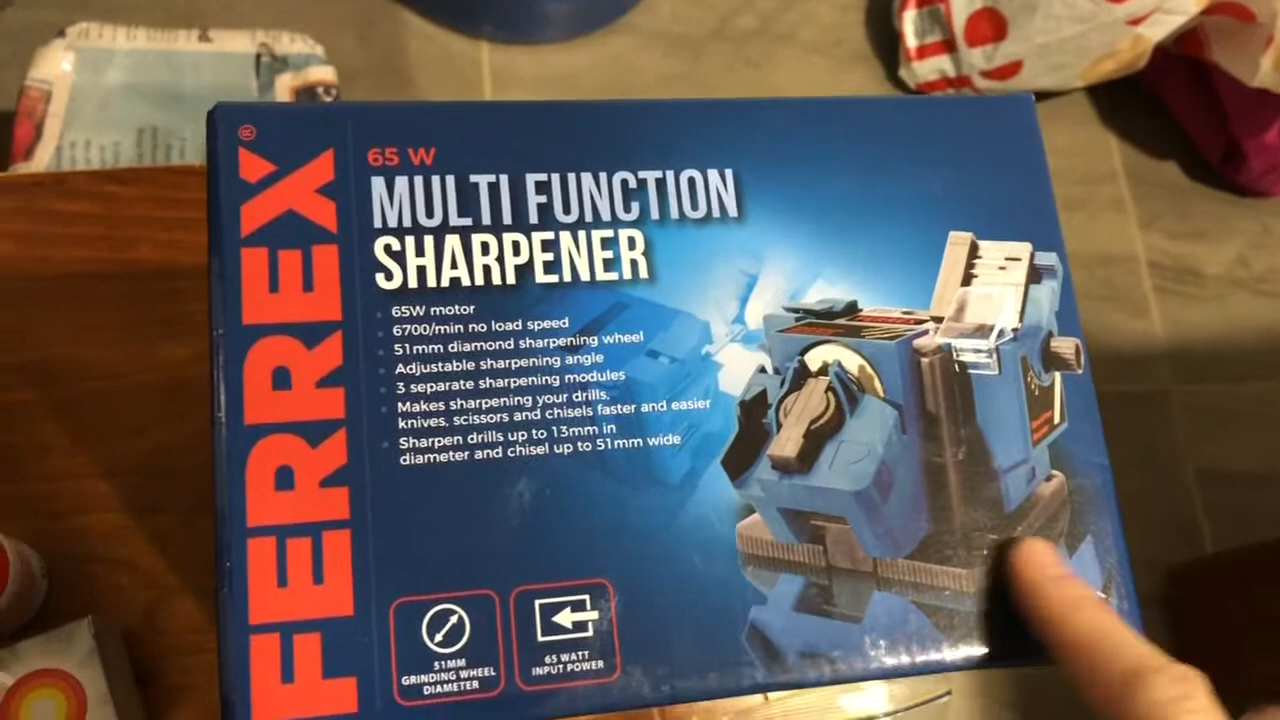 FERREX®
65 W
MULTI FUNCTION
SHARPENER
65W motor
6700/min no load speed
51mm diamond sharpening wheel
Adjustable sharpening angle
3 separate sharpening modules
Makes sharpening your drills,
knives, scissors and chisels faster and easier
Sharpen drills up to 13mm in
diameter and chisel up to 51mm wide
FERREX
51MM
GRINDING WHEEL
DIAMETER
65 WATT
INPUT POWER